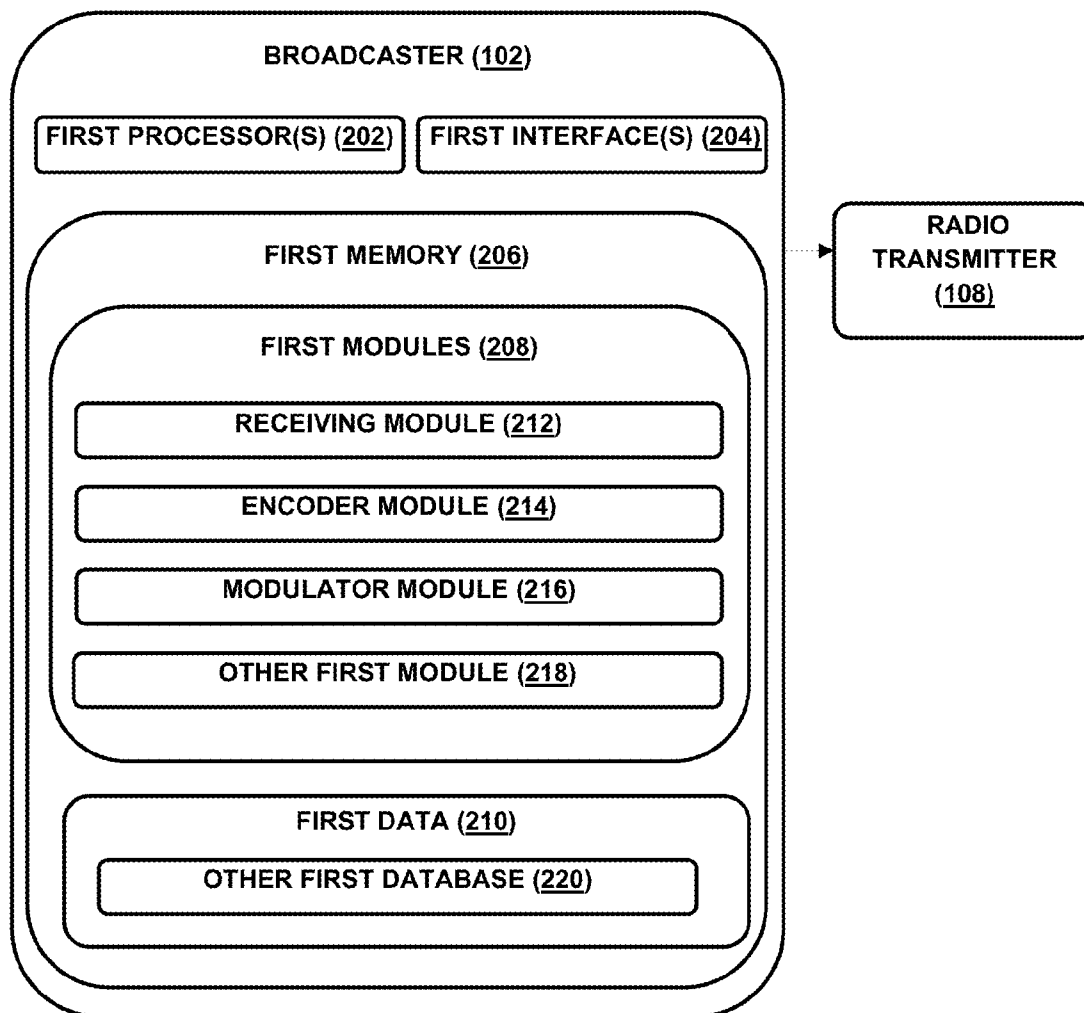 BROADCASTER (102)
FIRST PROCESSOR(S) (202)
FIRST INTERFACE(S) (204)
FIRST MEMORY (206)
FIRST MODULES (208)
RECEIVING MODULE (212)
ENCODER MODULE (214)
MODULATOR MODULE (216)
OTHER FIRST MODULE (218)
FIRST DATA (210)
OTHER FIRST DATABASE (220)
RADIO
TRANSMITTER
(108)